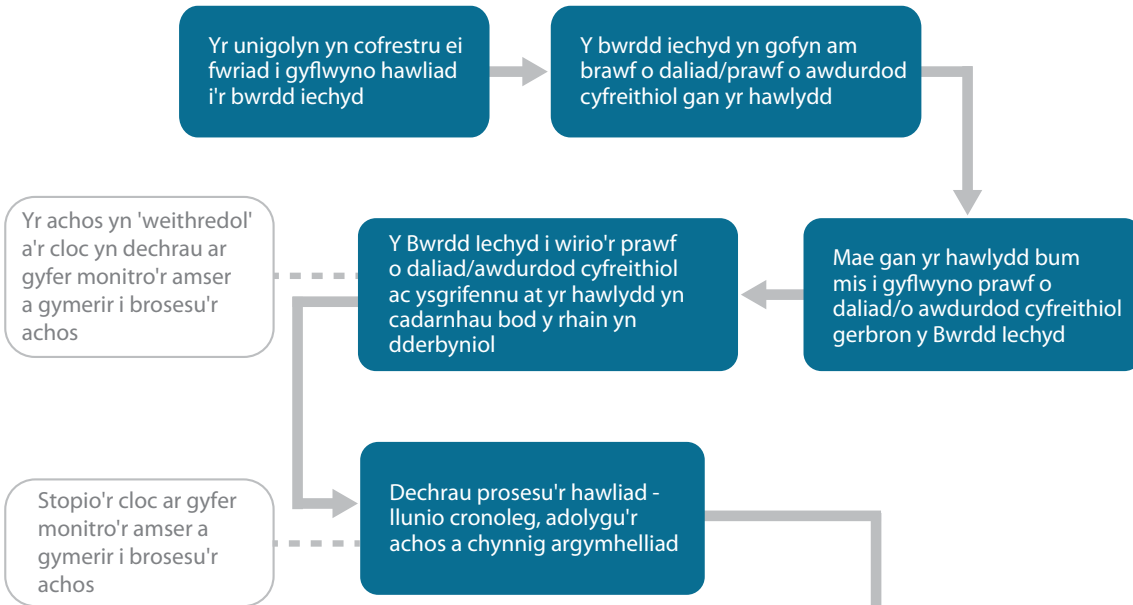 Yr unigolyn yn cofrestru ei
fwriad i gyflwyno hawliad
i'r bwrdd iechyd
Y bwrdd iechyd yn gofyn am
brawf o daliad/prawf o awdurdod
cyfreithiol gan yr hawlydd
Mae gan yr hawlydd bum
mis i gyflwyno prawf o
daliad/o awdurdod cyfreithiol
gerbron y Bwrdd Iechyd
Y Bwrdd Iechyd i wirio'r prawf
o daliad/awdurdod cyfreithiol
ac ysgrifennu at yr hawlydd yn
cadarnhau bod y rhain yn
dderbyniol
Yr achos yn 'weithredol'
a'r cloc yn dechrau ar
gyfer monitro'r amser
a gymerir i brosesu'r
achos
Dechrau prosesu'r hawliad -
llunio cronoleg, adolygu'r
achos a chynnig argymhelliad
Stopio'r cloc ar gyfer
monitro'r amser a
gymerir i brosesu'r
achos